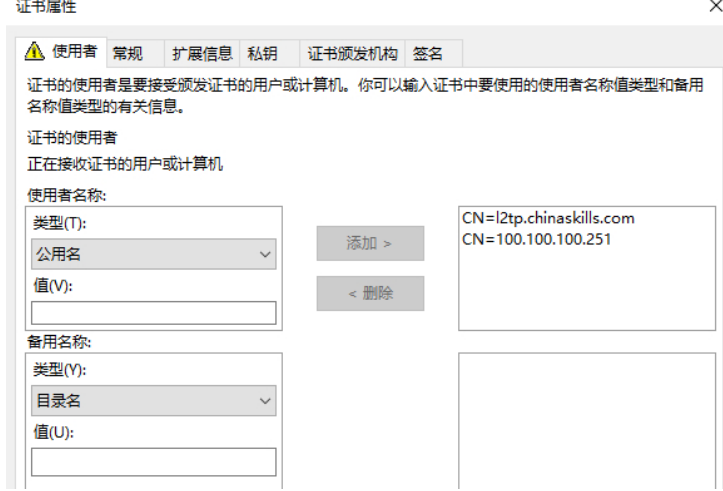 证书属性
使用者 常规 扩展信息 私钥 证书颁发机构 签名
证书的使用者是要接受颁发证书的用户或计算机。你可以输入证书中要使用的使用者名称值类型和备用
名称值类型的有关信息。
证书的使用者
正在接收证书的用户或计算机
使用者名称:
类型(T):
公用名
值(V):
添加 >
< 删除
CN=l2tp.chinaskills.com
CN=100.100.100.251
备用名称:
类型(Y):
目录名
值(U):